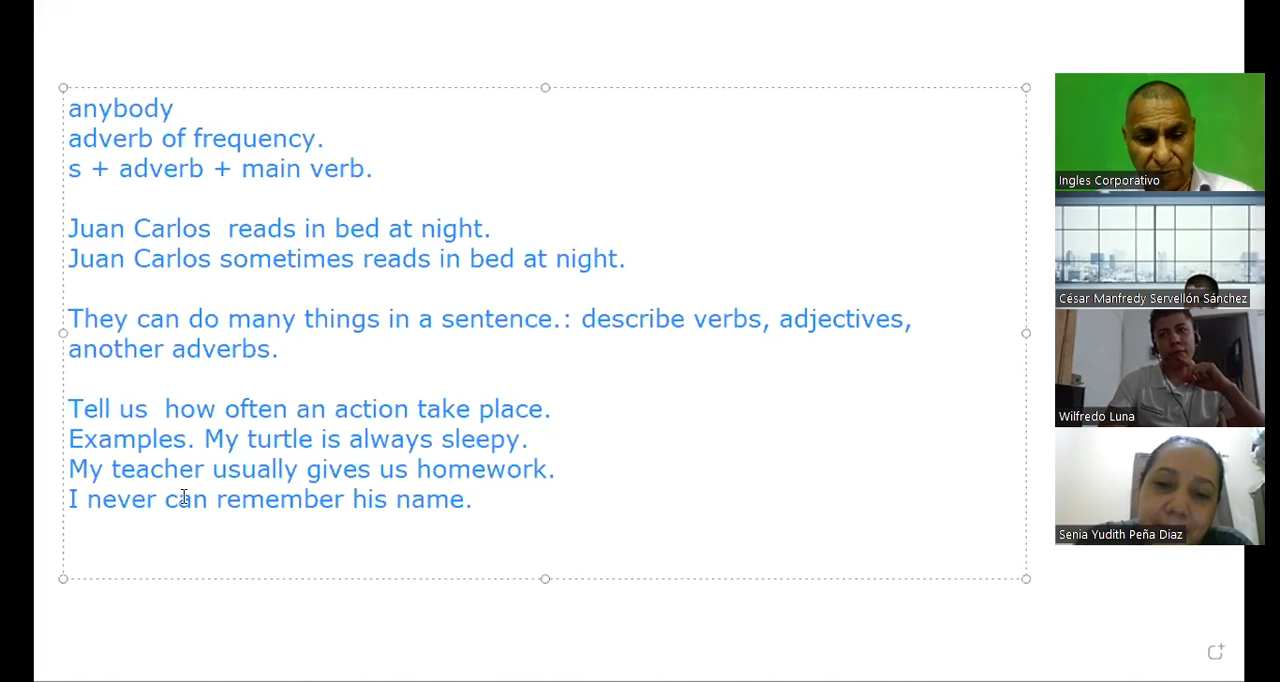 anybody
adverb of frequency.
s + adverb + main verb.
Juan Carlos  reads in bed at night.
Juan Carlos sometimes reads in bed at night.
They can do many things in a sentence.: describe verbs, adjectives,
another adverbs.
Tell us  how often an action take place.
Examples. My turtle is always sleepy.
My teacher usually gives us homework.
I never can remember his name.
Ingles Corporativo
César Manfredy Servellón Sánchez
Wilfredo Luna
Senia Yudith Peña Diaz